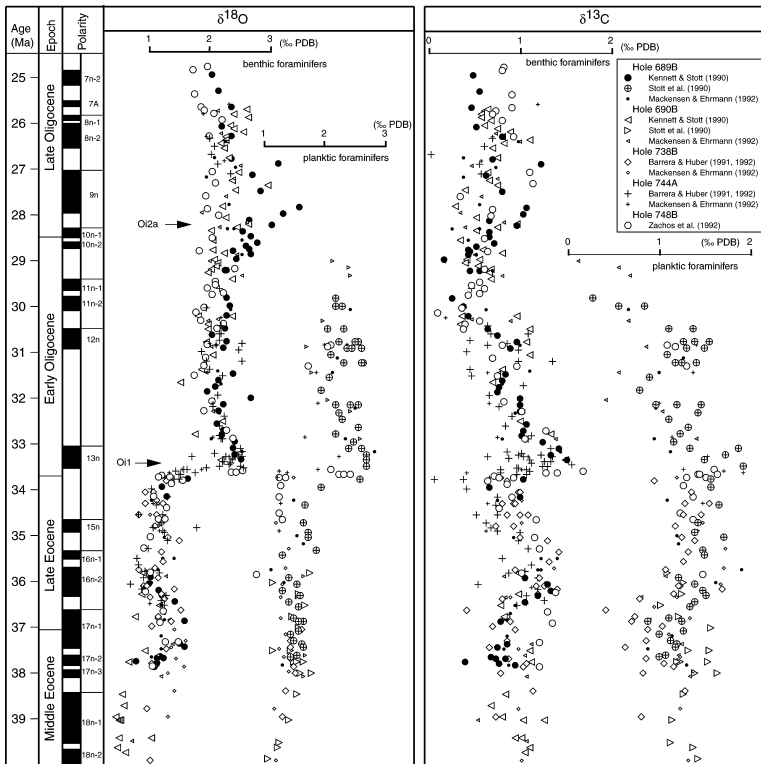 Age
(Ma)
Epoch
Polarity
δ18O
1 2 3
(‰ PDB)
benthic foraminifers
1 2 3
(‰ PDB)
planktic foraminifers
δ13C
0 1 2
(‰ PDB)
benthic foraminifers
0 1 2
(‰ PDB)
planktic foraminifers
Hole 689B
Kennett & Stott (1990)
Stott et al. (1990)
Mackensen & Ehrmann (1992)
Hole 690B
Kennett & Stott (1990)
Stott et al. (1990)
Mackensen & Ehrmann (1992)
Hole 738B
Barrera & Huber (1991, 1992)
Mackensen & Ehrmann (1992)
Hole 744A
Barrera & Huber (1991, 1992)
Mackensen & Ehrmann (1992)
Hole 748B
Zachos et al. (1992)
25
26
27
28
29
30
31
32
33
34
35
36
37
38
39
Late Oligocene
Early Oligocene
Late Eocene
Middle Eocene
7n-2
7A
8n-1
8n-2
9n
10n-1
10n-2
11n-1
11n-2
12n
13n
15n
16n-1
16n-2
17n-1
17n-2
17n-3
18n-1
18n-2
Oi2a
Oi1